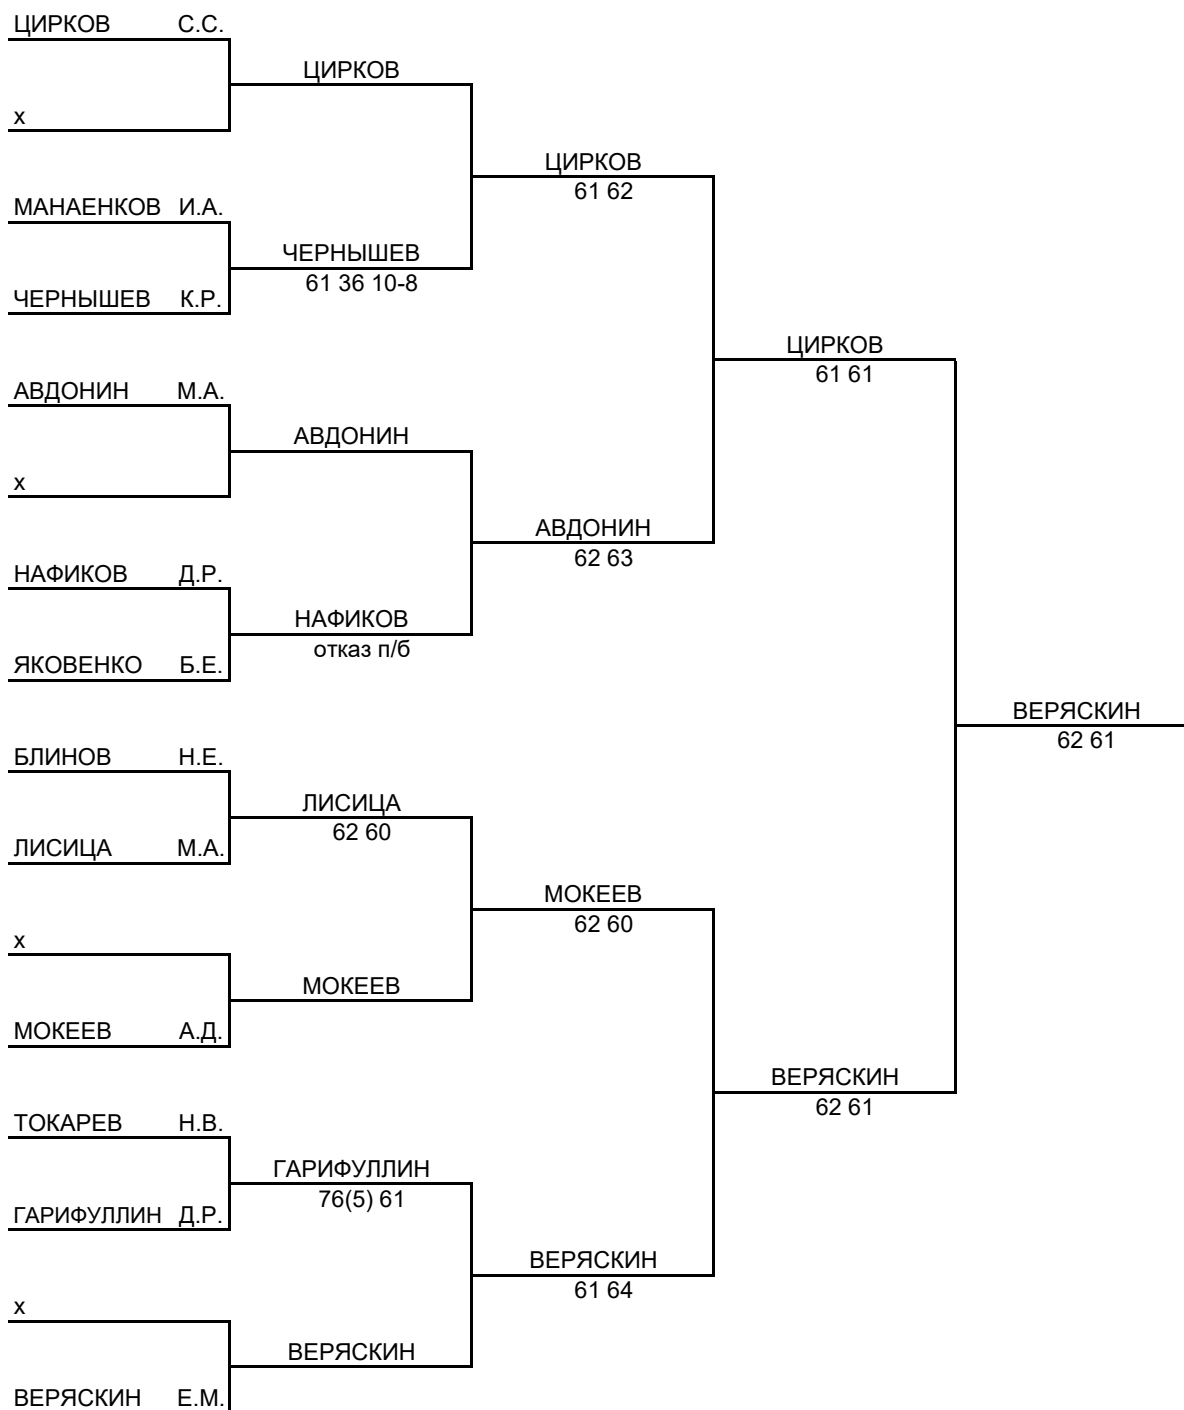 ЦИРКОВ С.С.
ЦИРКОВ
х
ЦИРКОВ
61 62
МАНАЕНКОВ И.А.
ЧЕРНЫШЕВ
61 36 10-8
ЧЕРНЫШЕВ К.Р.
ЦИРКОВ
61 61
АВДОНИН М.А.
АВДОНИН
х
АВДОНИН
62 63
НАФИКОВ Д.Р.
НАФИКОВ
отказ п/б
ЯКОВЕНКО Б.Е.
ВЕРЯСКИН
62 61
БЛИНОВ Н.Е.
ЛИСИЦА
62 60
ЛИСИЦА М.А.
МОКЕЕВ
62 60
х
МОКЕЕВ
МОКЕЕВ А.Д.
ВЕРЯСКИН
62 61
ТОКАРЕВ Н.В.
ГАРИФУЛЛИН
76(5) 61
ГАРИФУЛЛИН Д.Р.
ВЕРЯСКИН
61 64
х
ВЕРЯСКИН
ВЕРЯСКИН Е.М.